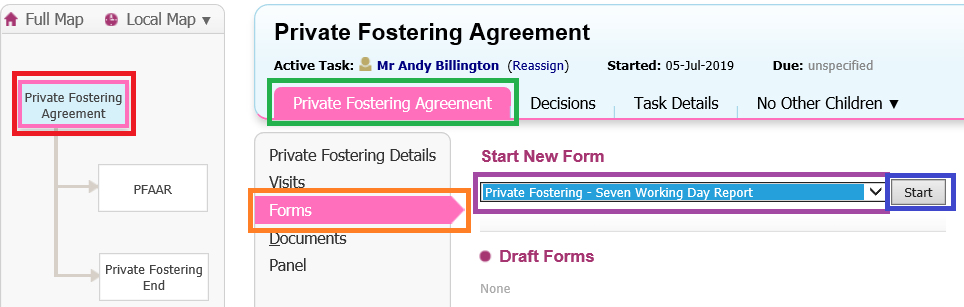 Full Map
Local Map ▼
Private Fostering
Agreement
PFAAR
Private Fostering
End
Private Fostering Agreement
Active Task: Mr Andy Billington (Reassign) Started: 05-Jul-2019 Due: unspecified
Private Fostering Agreement
Decisions
Task Details
No Other Children ▼
Private Fostering Details
Visits
Forms
Documents
Panel
Start New Form
Private Fostering - Seven Working Day Report
Start
Draft Forms
None